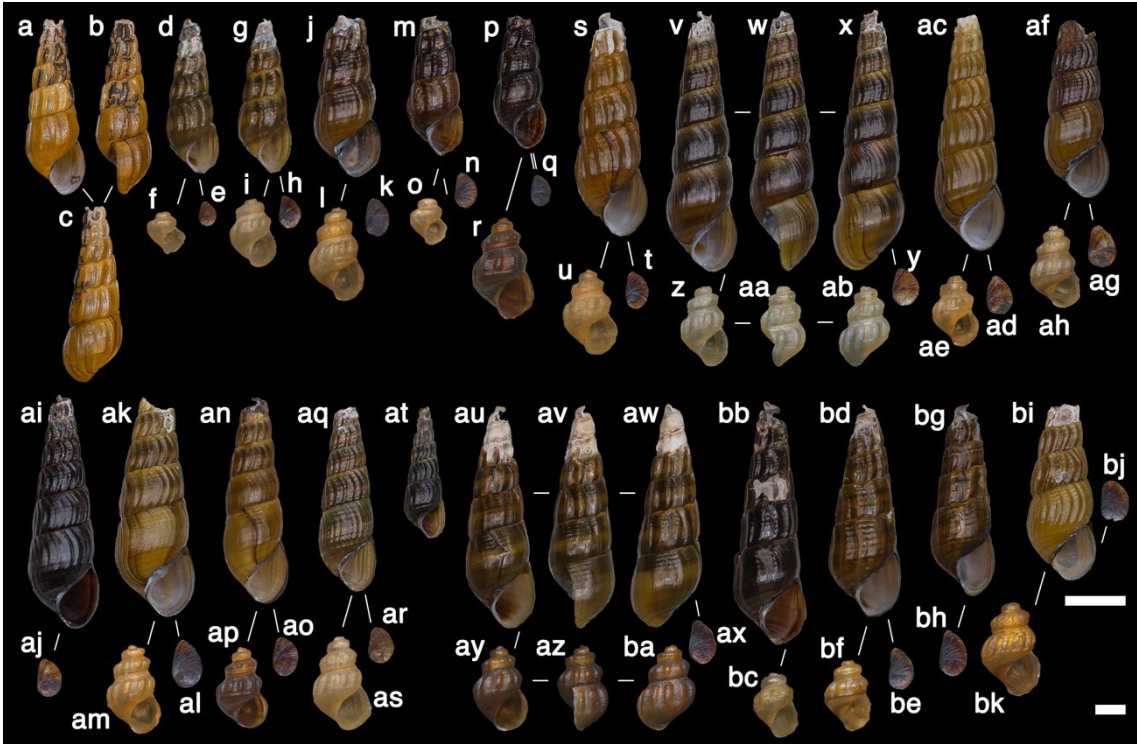 a b d g j m p s v w x ac af
f e i h l k o n r q u t z aa ab y ae ad ah ag
c
ai ak an aq at au av aw bb bd bg bi bj
aj am al ap ao as ar ay az ba ax bc bf be bh bk